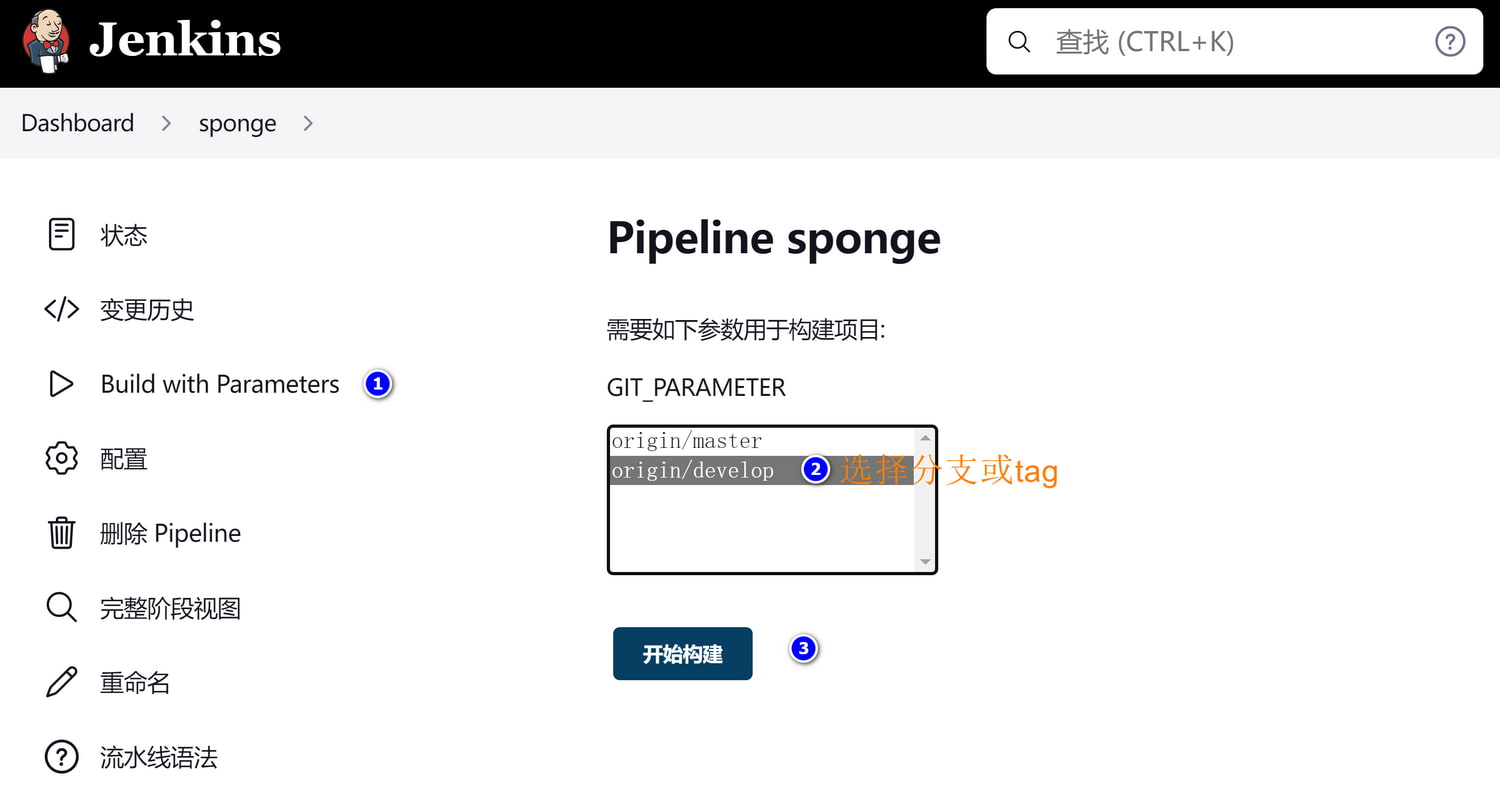 Jenkins
查找 (CTRL+K)
Dashboard
sponge
状态
变更历史
Build with Parameters 1
配置
删除 Pipeline
完整阶段视图
重命名
流水线语法
Pipeline sponge
需要如下参数用于构建项目:
GIT_PARAMETER
origin/master
origin/develop 2 选择分支或tag
开始构建 3